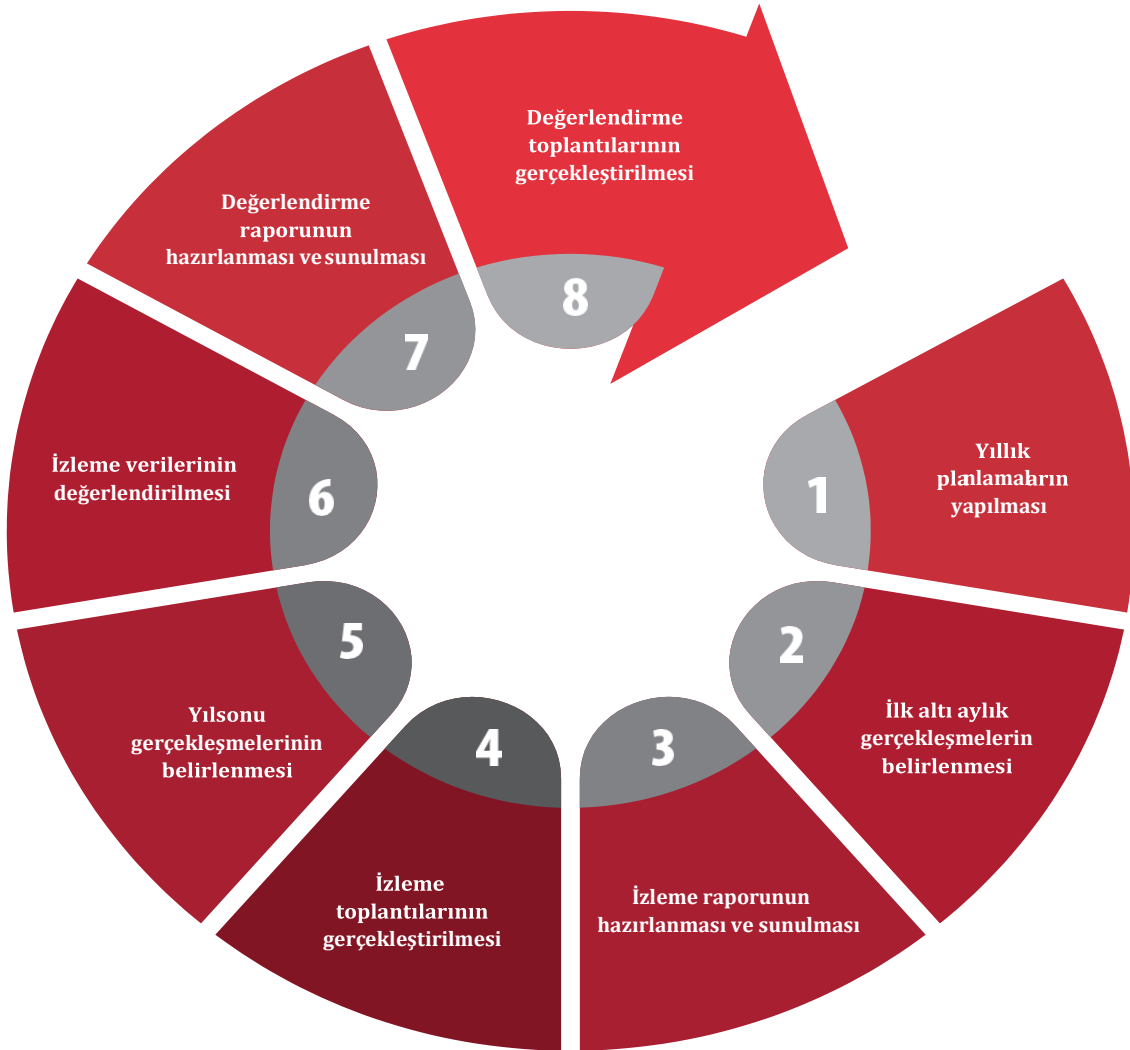 1
Yıllık
planlamaların
yapılması
2
İlk altı aylık
gerçekleşmelerin
belirlenmesi
3
İzleme raporunun
hazırlanması ve sunulması
4
İzleme
toplantılarının
gerçekleştirilmesi
5
Yılsonu
gerçekleşmelerinin
belirlenmesi
6
İzleme verilerinin
değerlendirilmesi
7
Değerlendirme
raporunun
hazırlanması ve sunulması
8
Değerlendirme
toplantılarının
gerçekleştirilmesi